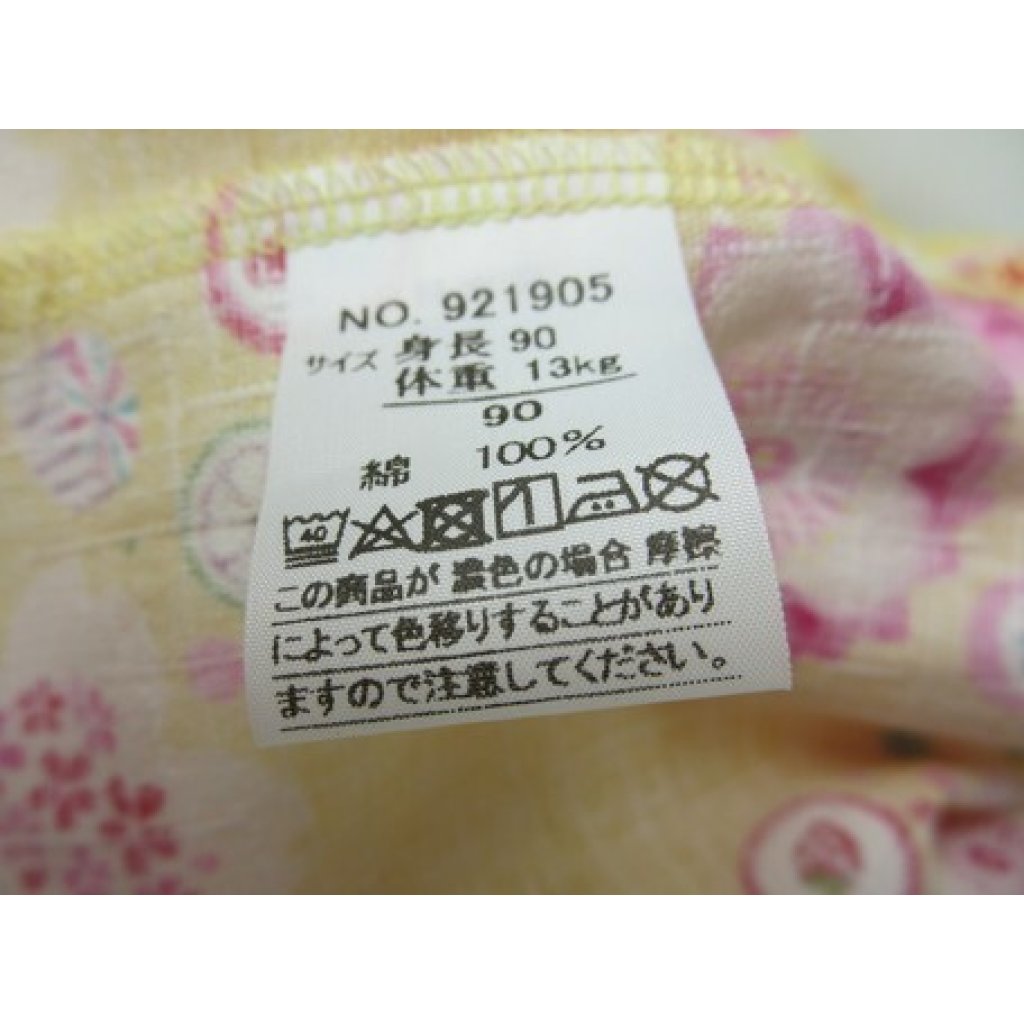 NO. 921905
サイズ 身長 90
体重 13kg
90
綿 100%
40
この商品が 濃色の場合 摩擦
によって色移りすることがあり
ますので注意してください。